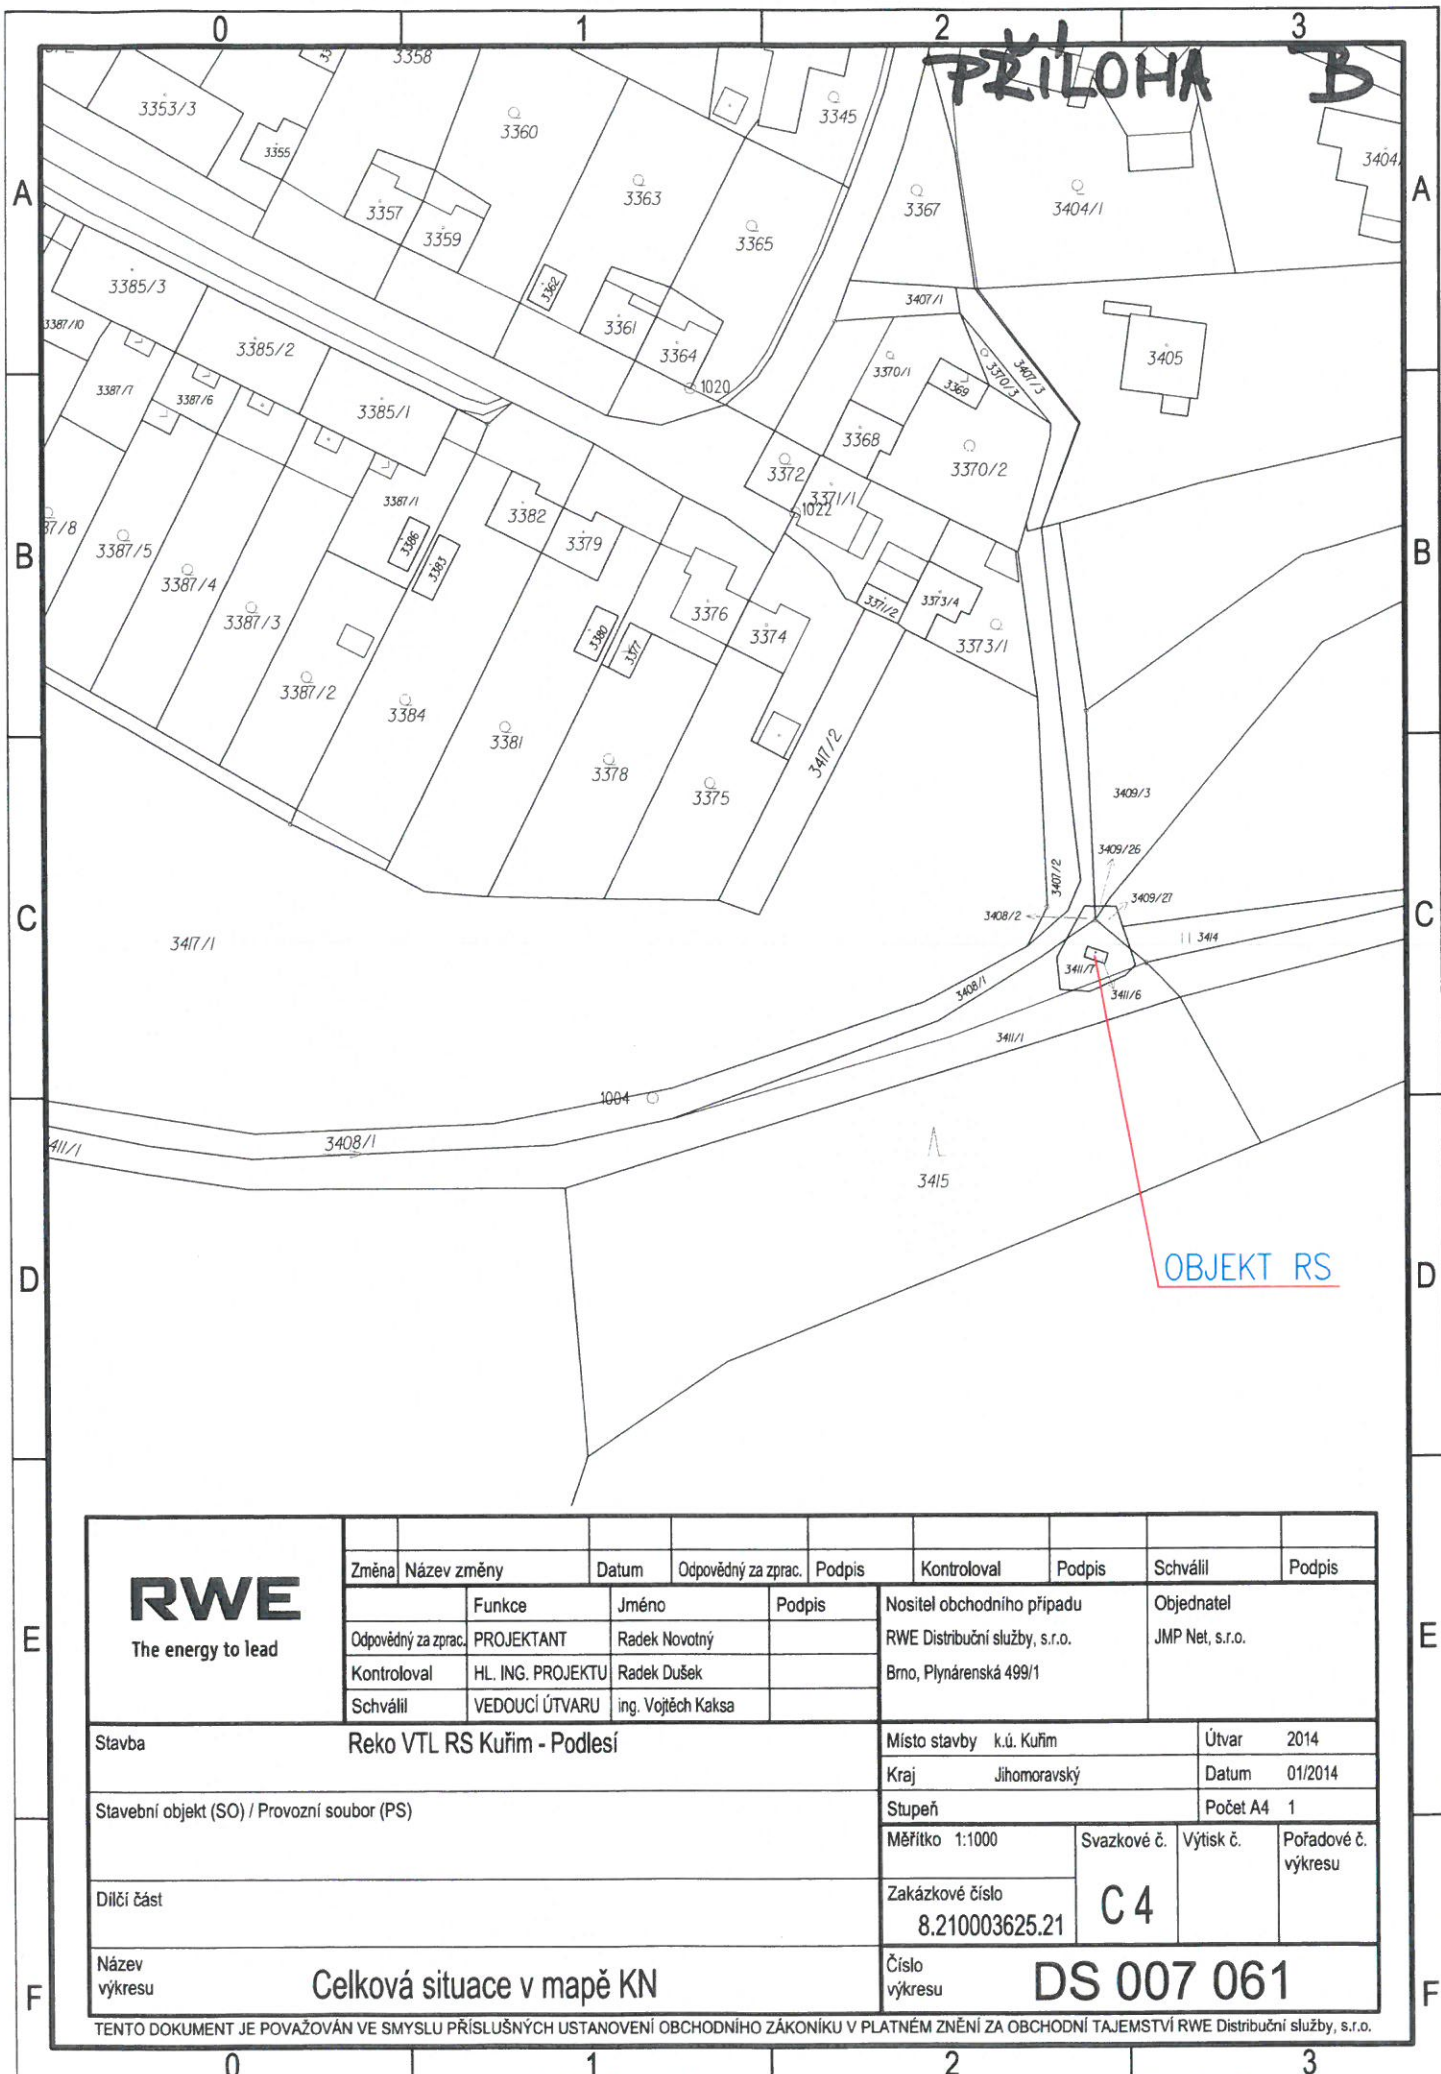 0 1 2 3
PŘÍLOHA B
3358
3353/3
3355
3360
3345
3404/1
3363
3367
3357
3359
3365
3385/3
3362
3407/1
3361
3387/10
3385/2
3364
3405
3370/1
3370/3
3407/3
3369
1020
3387/7
3387/6
3385/1
3368
3372
3370/2
3371/1
3387/1
1022
3382
3379
3386
3383
3387/5
3387/4
3387/3
3376
3374
3371/2
3373/4
3380
3377
3373/1
3387/2
3384
3381
3417/2
3378
3375
3409/3
3409/26
3407/2
3409/27
3408/2
3417/1
3414
3411/7
3408/1
3411/6
3411/1
1004
3408/1
3415
OBJEKT RS
A A
B B
C C
D D
E E
F F
RWE
The energy to lead
Změna Název změny Datum Odpovědný za zprac. Podpis Kontroloval Podpis Schválil Podpis
Funkce Jméno Podpis
Odpovědný za zprac. PROJEKTANT Radek Novotný
Kontroloval HL. ING. PROJEKTU Radek Dušek
Schválil VEDOUCÍ ÚTVARU ing. Vojtěch Kaksa
Nositel obchodního případu
RWE Distribuční služby, s.r.o.
Brno, Plynárenská 499/1
Objednatel
JMP Net, s.r.o.
Stavba Reko VTL RS Kuřim - Podlesí
Místo stavby k.ú. Kuřim Útvar 2014
Kraj Jihomoravský Datum 01/2014
Stavební objekt (SO) / Provozní soubor (PS)
Stupeň Počet A4 1
Měřítko 1:1000 Svazkové č. Výtisk č. Pořadové č. výkresu
Dílčí část
Zakázkové číslo
8.210003625.21
C 4
Název výkresu Celková situace v mapě KN
Číslo výkresu DS 007 061
TENTO DOKUMENT JE POVAŽOVÁN VE SMYSLU PŘÍSLUŠNÝCH USTANOVENÍ OBCHODNÍHO ZÁKONÍKU V PLATNÉM ZNĚNÍ ZA OBCHODNÍ TAJEMSTVÍ RWE Distribuční služby, s.r.o.
0 1 2 3